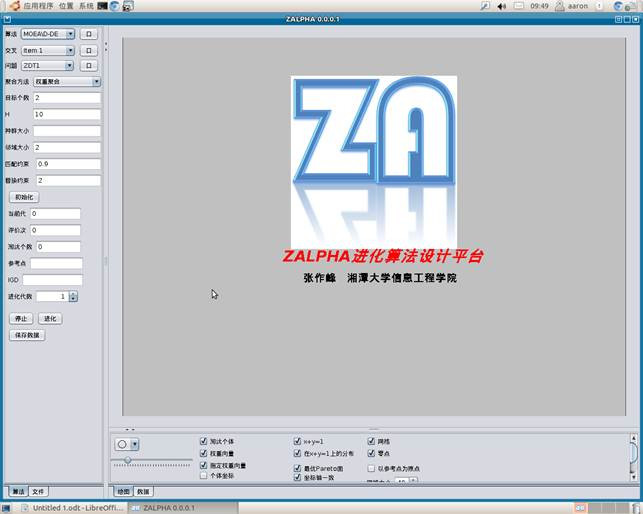 应用程序 位置 系统 09:49 aaron
ZALPHA 0.0.0.1
算法 MOEA\D-DE
交叉 Item 1
问题 ZDT1
聚合方法 权重聚合
目标个数 2
H 10
种群大小
邻域大小 2
匹配约束 0.9
替换约束 2
初始化
当前代 0
评价次 0
淘汰个数 0
参考点
IGD
进化代数 1
停止 进化
保存数据
ZA
ZALPHA进化算法设计平台
张作峰 湘潭大学信息工程学院
淘汰个体 x+y=1 网格
权重向量 在x+y=1上的分布 零点
指定权重向量 最优Pareto面 以参考点为原点
个体坐标 坐标轴一致
算法 文件 绘图 数据
Untitled 1.odt - LibreOffi... ZALPHA 0.0.0.1